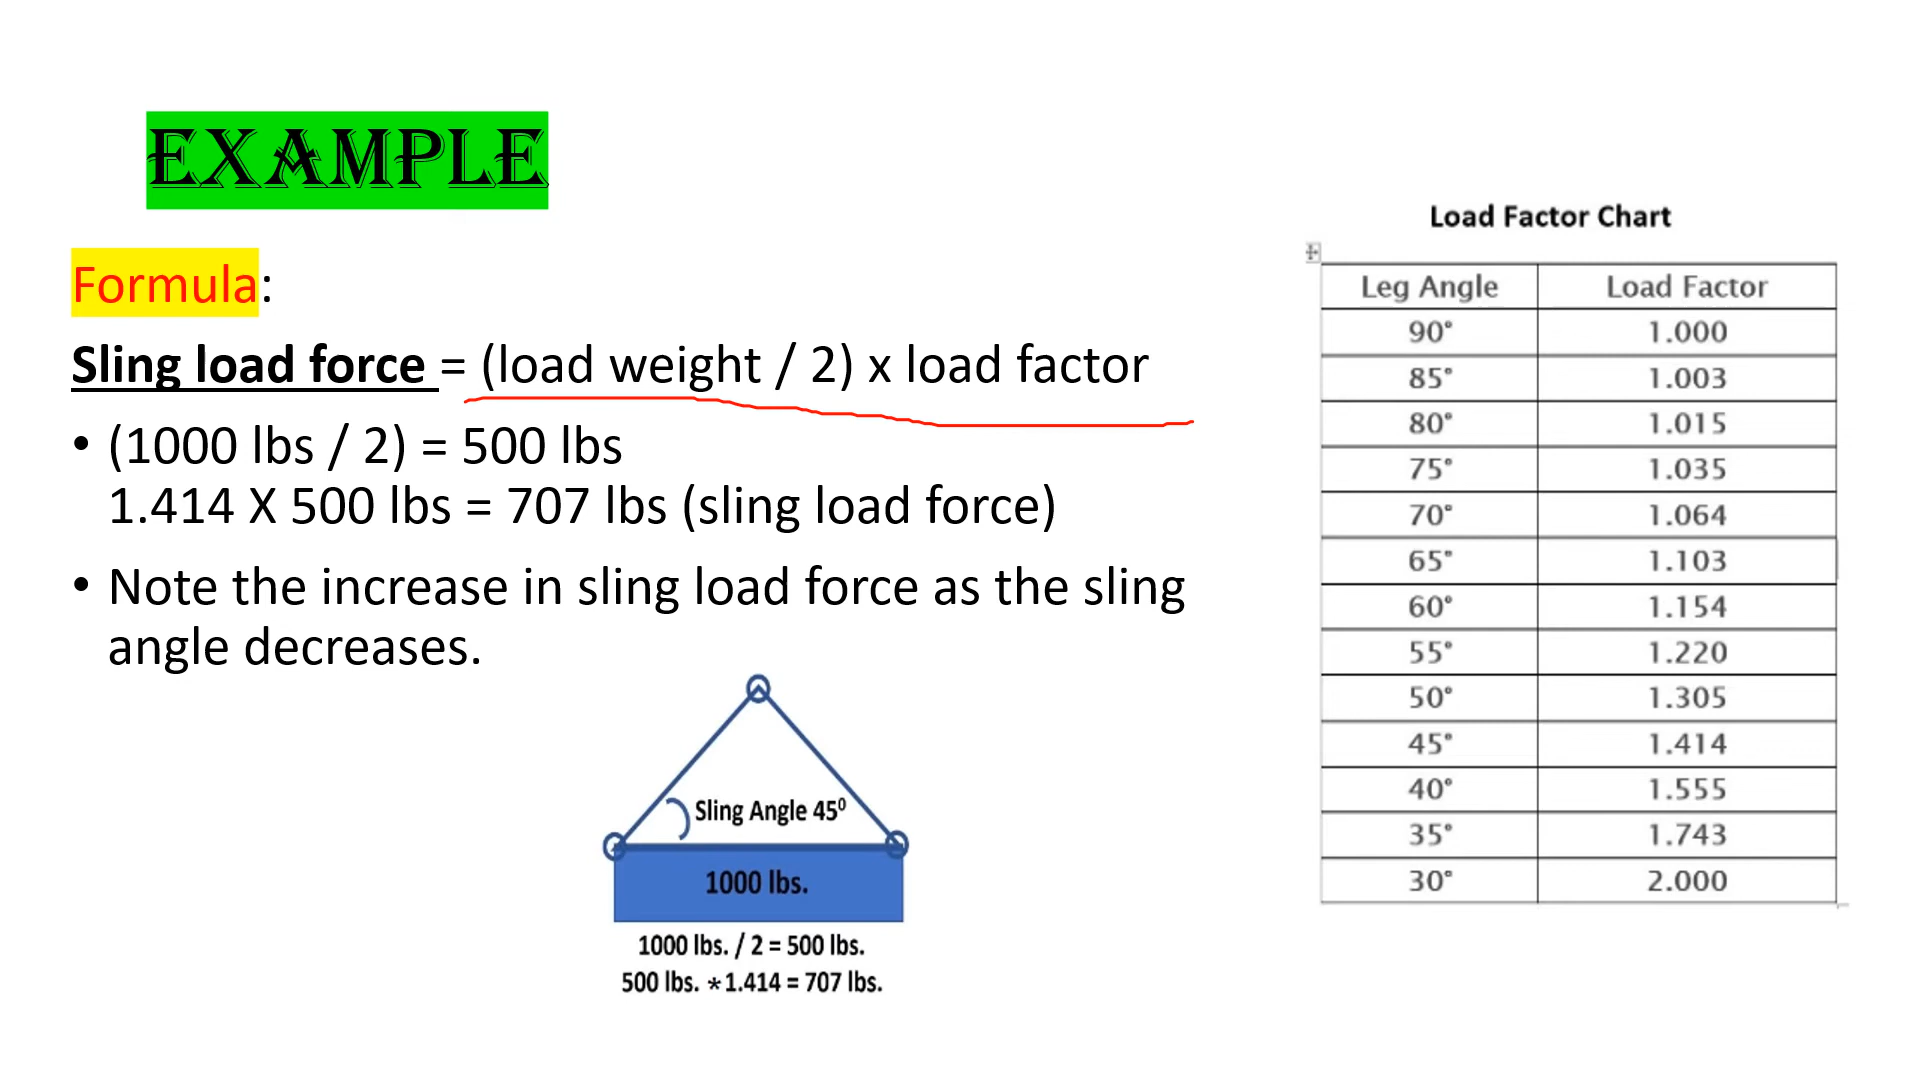 EXAMPLE
Formula:
Sling load force = (load weight / 2) x load factor
• (1000 lbs / 2) = 500 lbs
1.414 X 500 lbs = 707 lbs (sling load force)
• Note the increase in sling load force as the sling
angle decreases.
Sling Angle 45⁰
1000 lbs.
1000 lbs. / 2 = 500 lbs.
500 lbs. * 1.414 = 707 lbs.
Load Factor Chart
Leg Angle Load Factor
90° 1.000
85° 1.003
80° 1.015
75° 1.035
70° 1.064
65° 1.103
60° 1.154
55° 1.220
50° 1.305
45° 1.414
40° 1.555
35° 1.743
30° 2.000